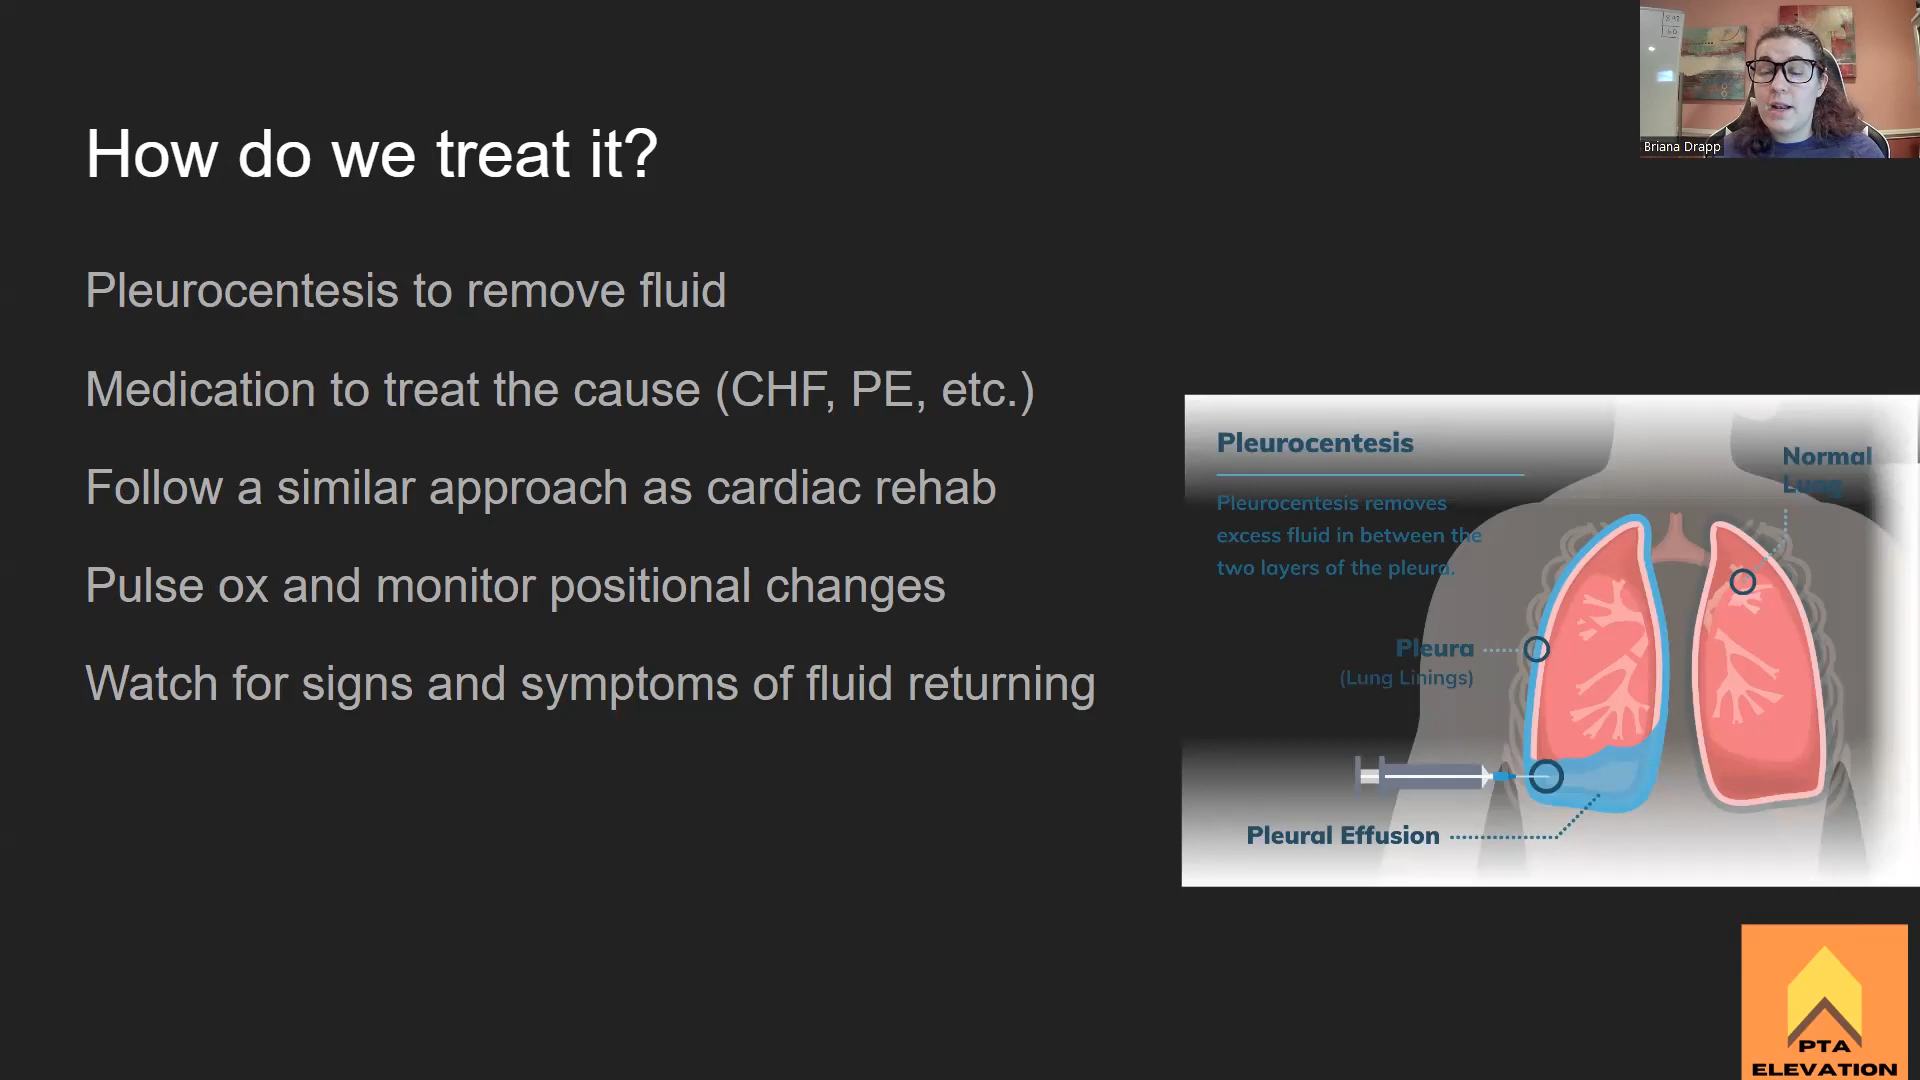 How do we treat it?
Pleurocentesis to remove fluid
Medication to treat the cause (CHF, PE, etc.)
Follow a similar approach as cardiac rehab
Pulse ox and monitor positional changes
Watch for signs and symptoms of fluid returning
Briana Drapp
Pleurocentesis
Pleurocentesis removes
excess fluid in between the
two layers of the pleura.
Normal
Lung
Pleura
(Lung Linings)
Pleural Effusion
PTA
ELEVATION